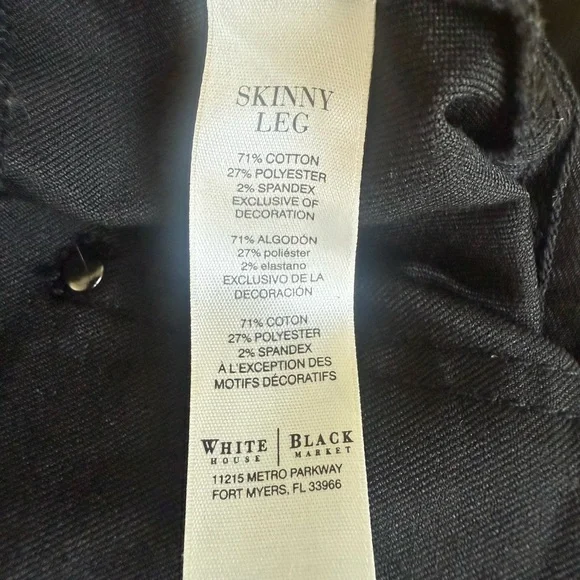 SKINNY
LEG
71% COTTON
27% POLYESTER
2% SPANDEX
EXCLUSIVE OF
DECORATION
71% ALGODÓN
27% poliéster
2% elastano
EXCLUSIVO DE LA
DECORACIÓN
71% COTON
27% POLYESTER
2% SPANDEX
À L'EXCEPTION DES
MOTIFS DÉCORATIFS
WHITE HOUSE | BLACK MARKET
11215 METRO PARKWAY
FORT MYERS, FL 33966